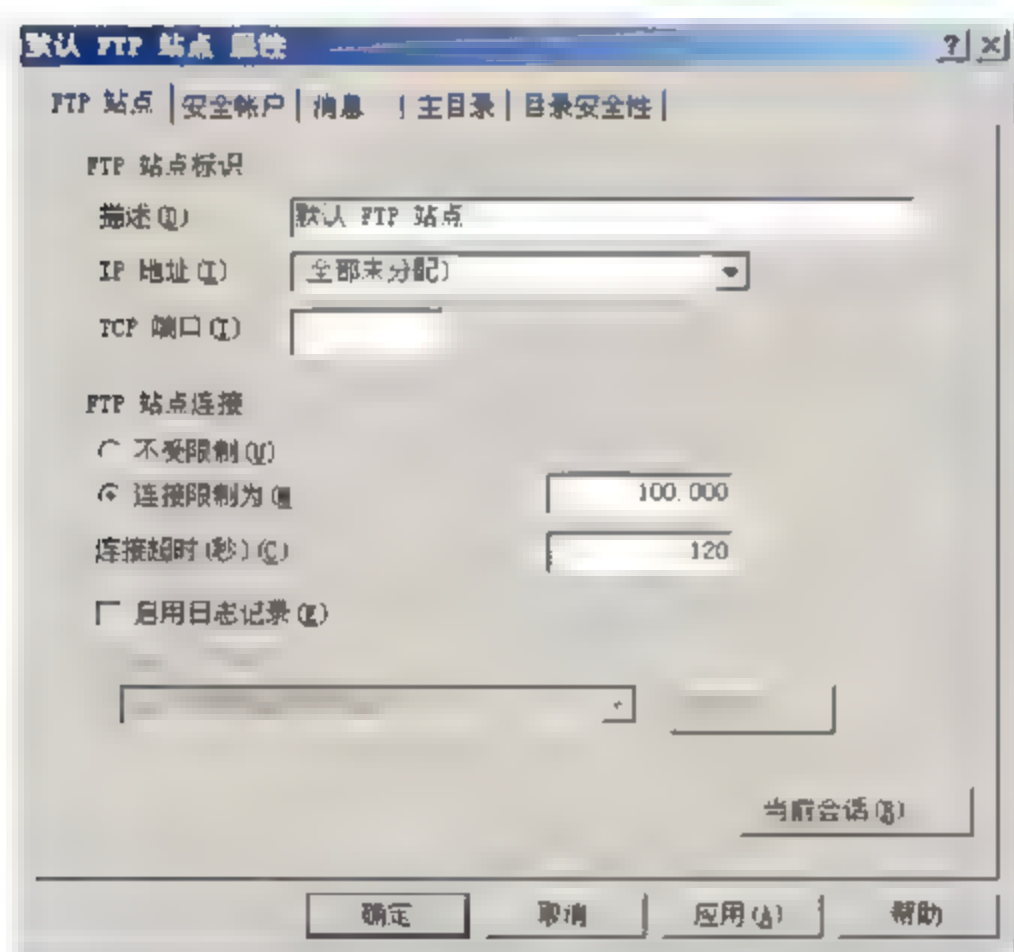 默认 FTP 站点 属性
FTP 站点 安全帐户 消息 主目录 目录安全性
FTP 站点标识
描述(D)
默认 FTP 站点
IP 地址(I)
全部未分配)
TCP 端口(T)
FTP 站点连接
不受限制(U)
连接限制为(M
100.000
连接超时(秒)(C)
120
启用日志记录(E)
当前会话(R)
确定 取消 应用(A) 帮助